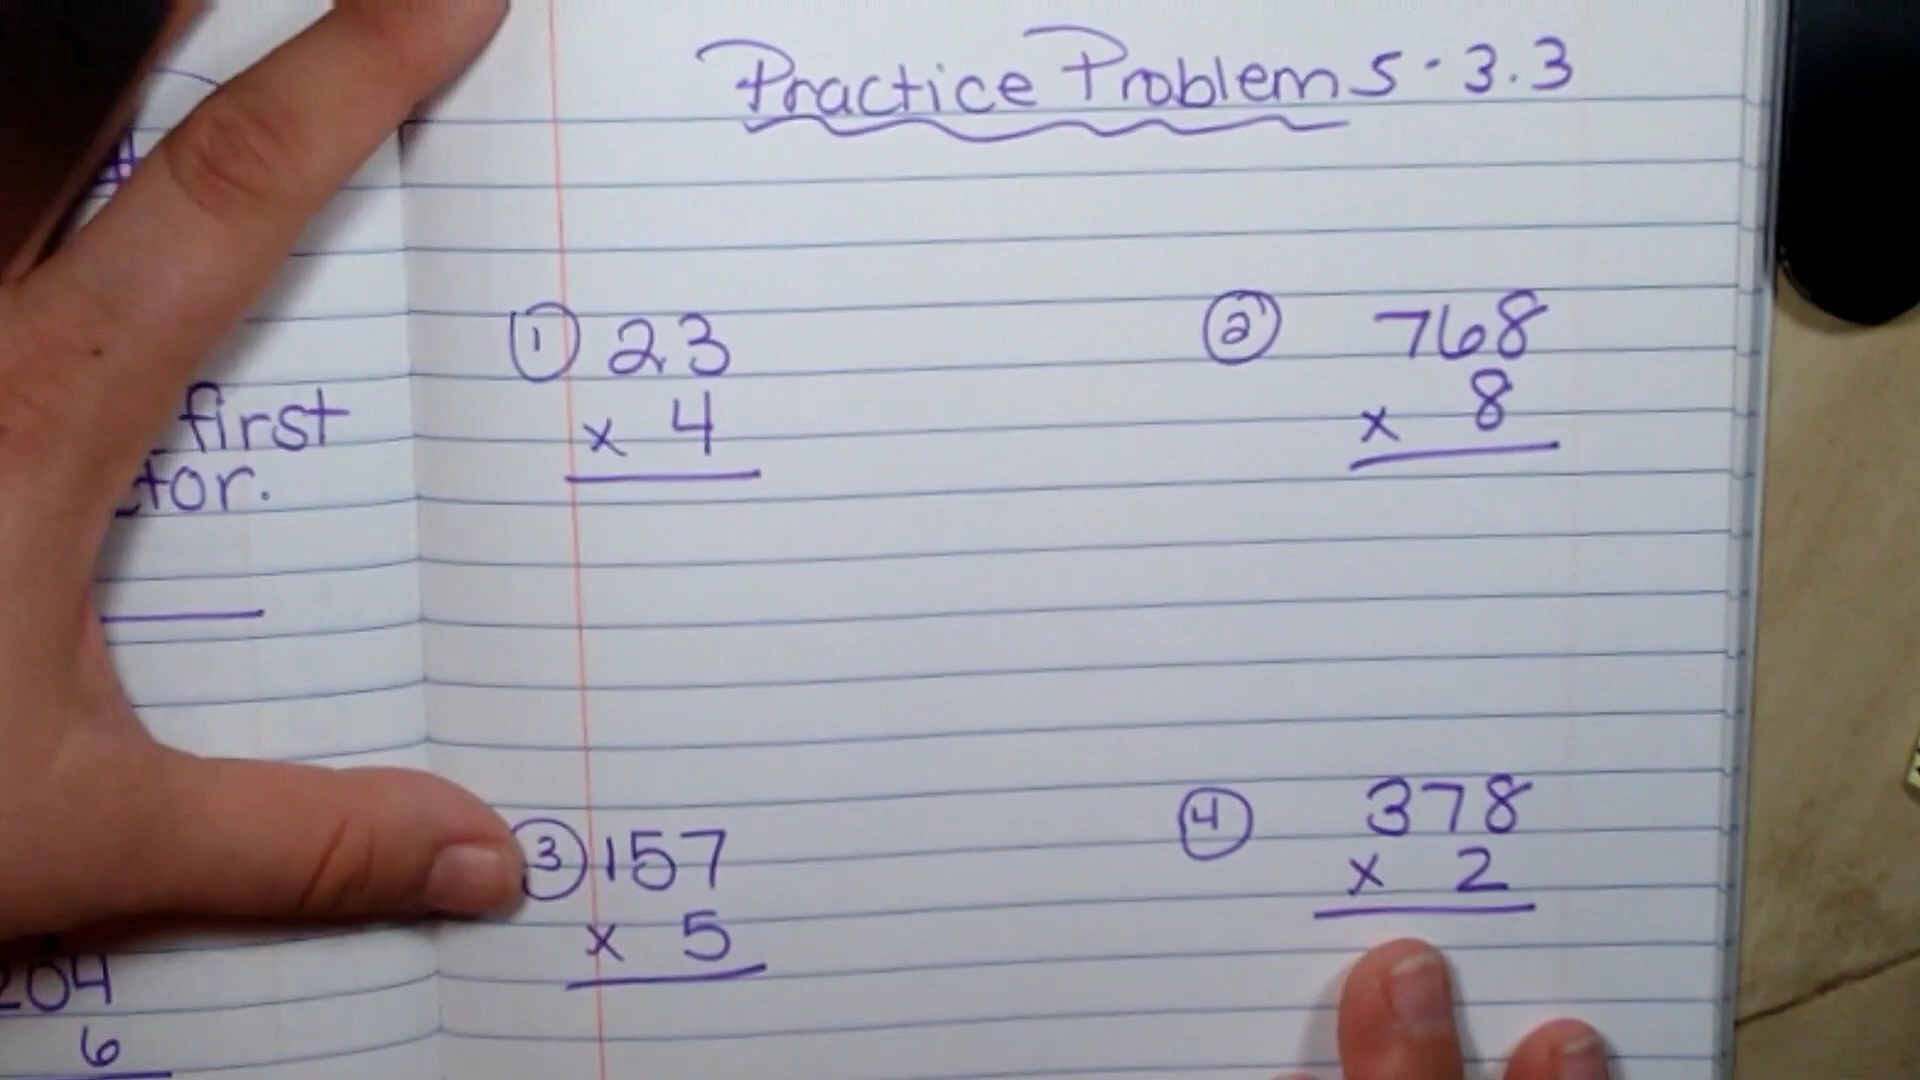 Practice Problems · 3.3
first
tor.
① 23
x 4
② 768
x 8
③ 157
x 5
④ 378
x 2
204
6